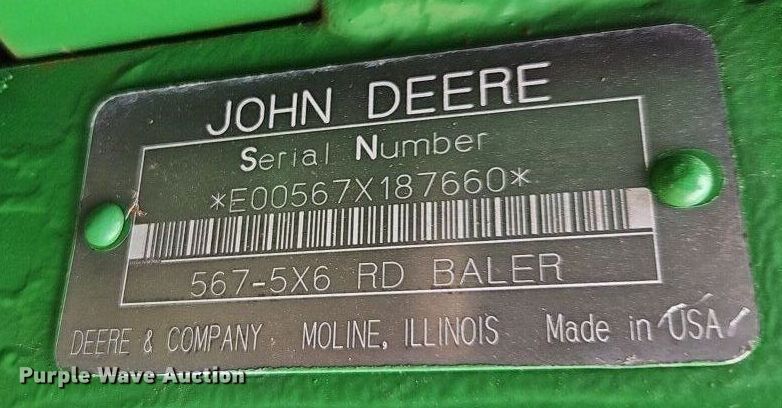 JOHN DEERE
Serial Number
*E00567X187660*
567-5X6 RD BALER
DEERE & COMPANY MOLINE, ILLINOIS Made in USA
Purple Wave Auction